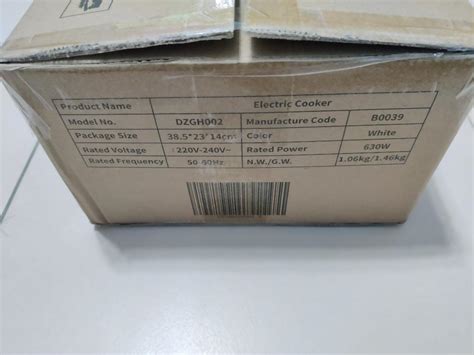 Product Name Electric Cooker
Model No. DZGH002 Manufacture Code B0039
Package Size 38.5*23*14cm Color White
Rated Voltage 220V-240V~ Rated Power 630W
Rated Frequency 50-60Hz N.W./G.W. 1.06kg/1.46kg